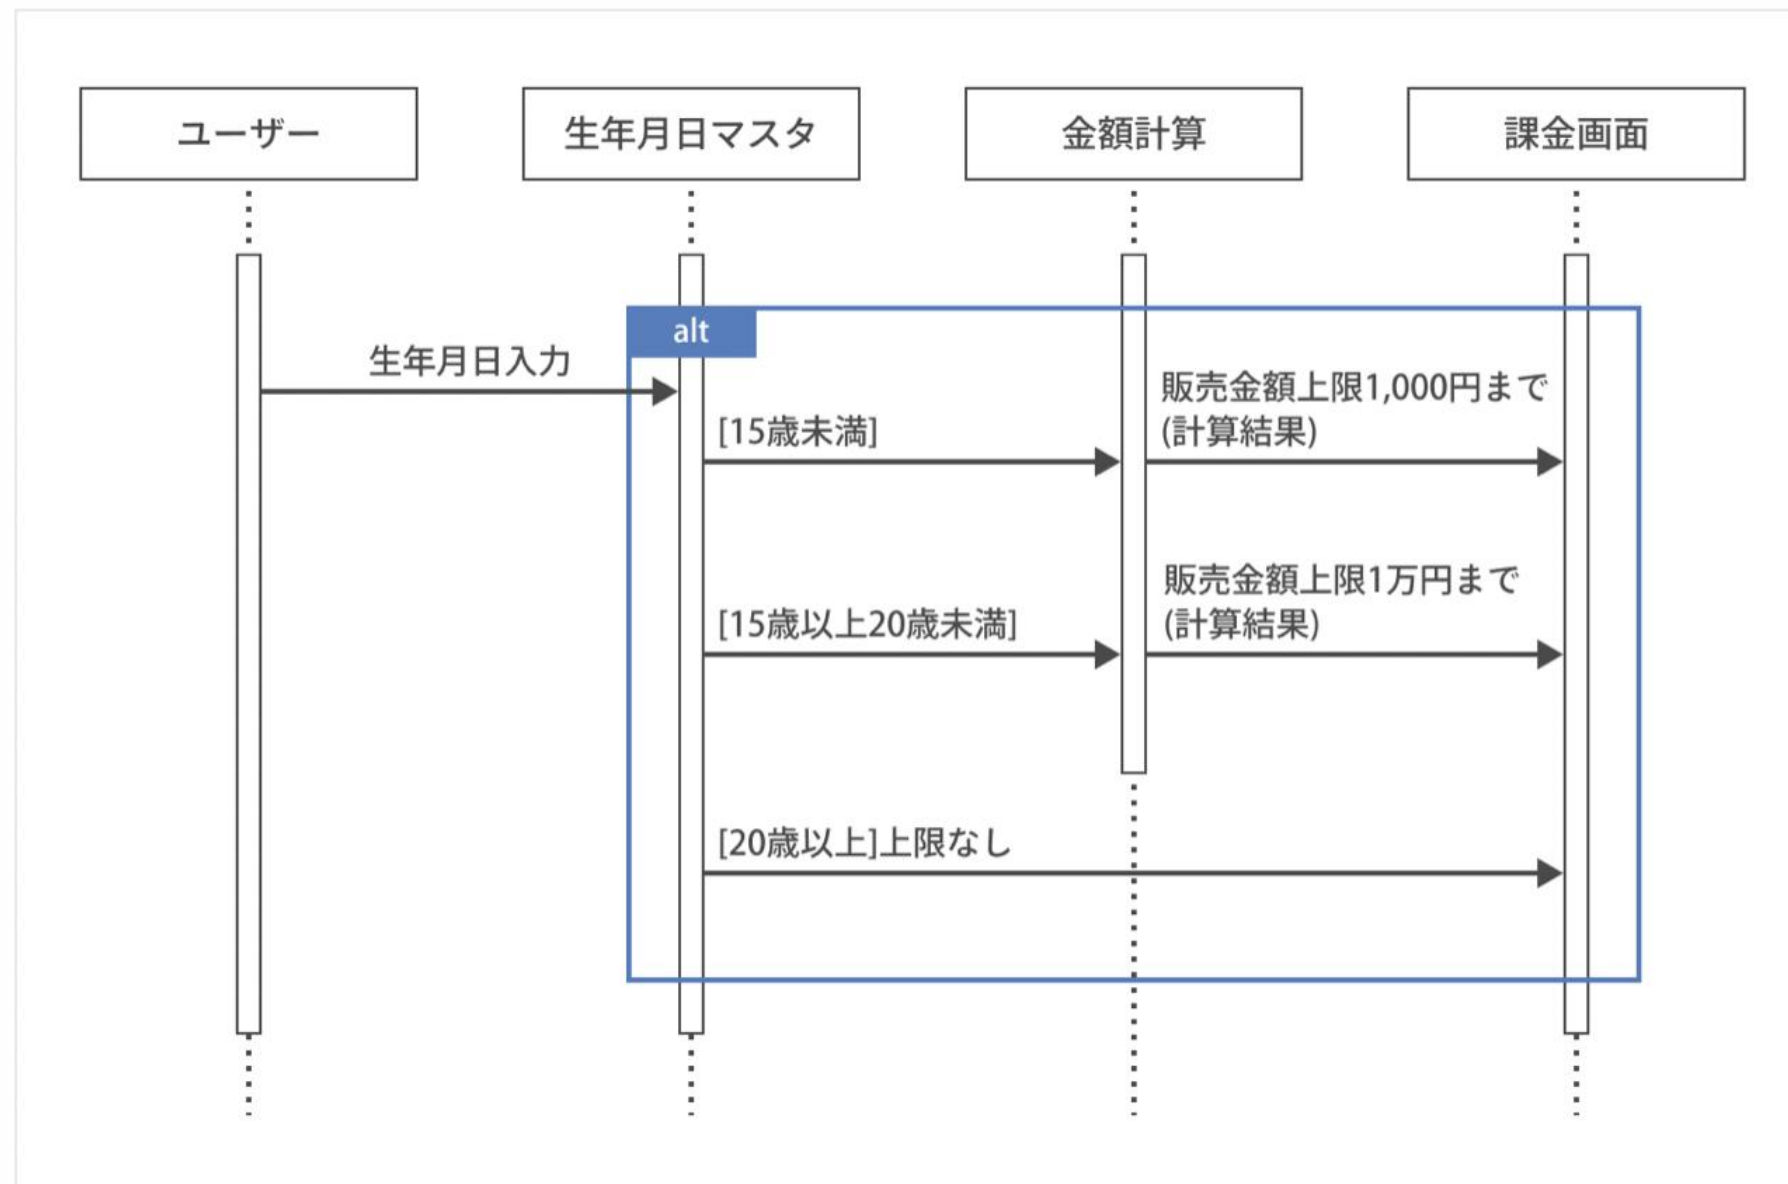 ユーザー
生年月日マスタ
金額計算
課金画面
alt
生年月日入力
[15歳未満]
販売金額上限1,000円まで
(計算結果)
[15歳以上20歳未満]
販売金額上限1万円まで
(計算結果)
[20歳以上]上限なし